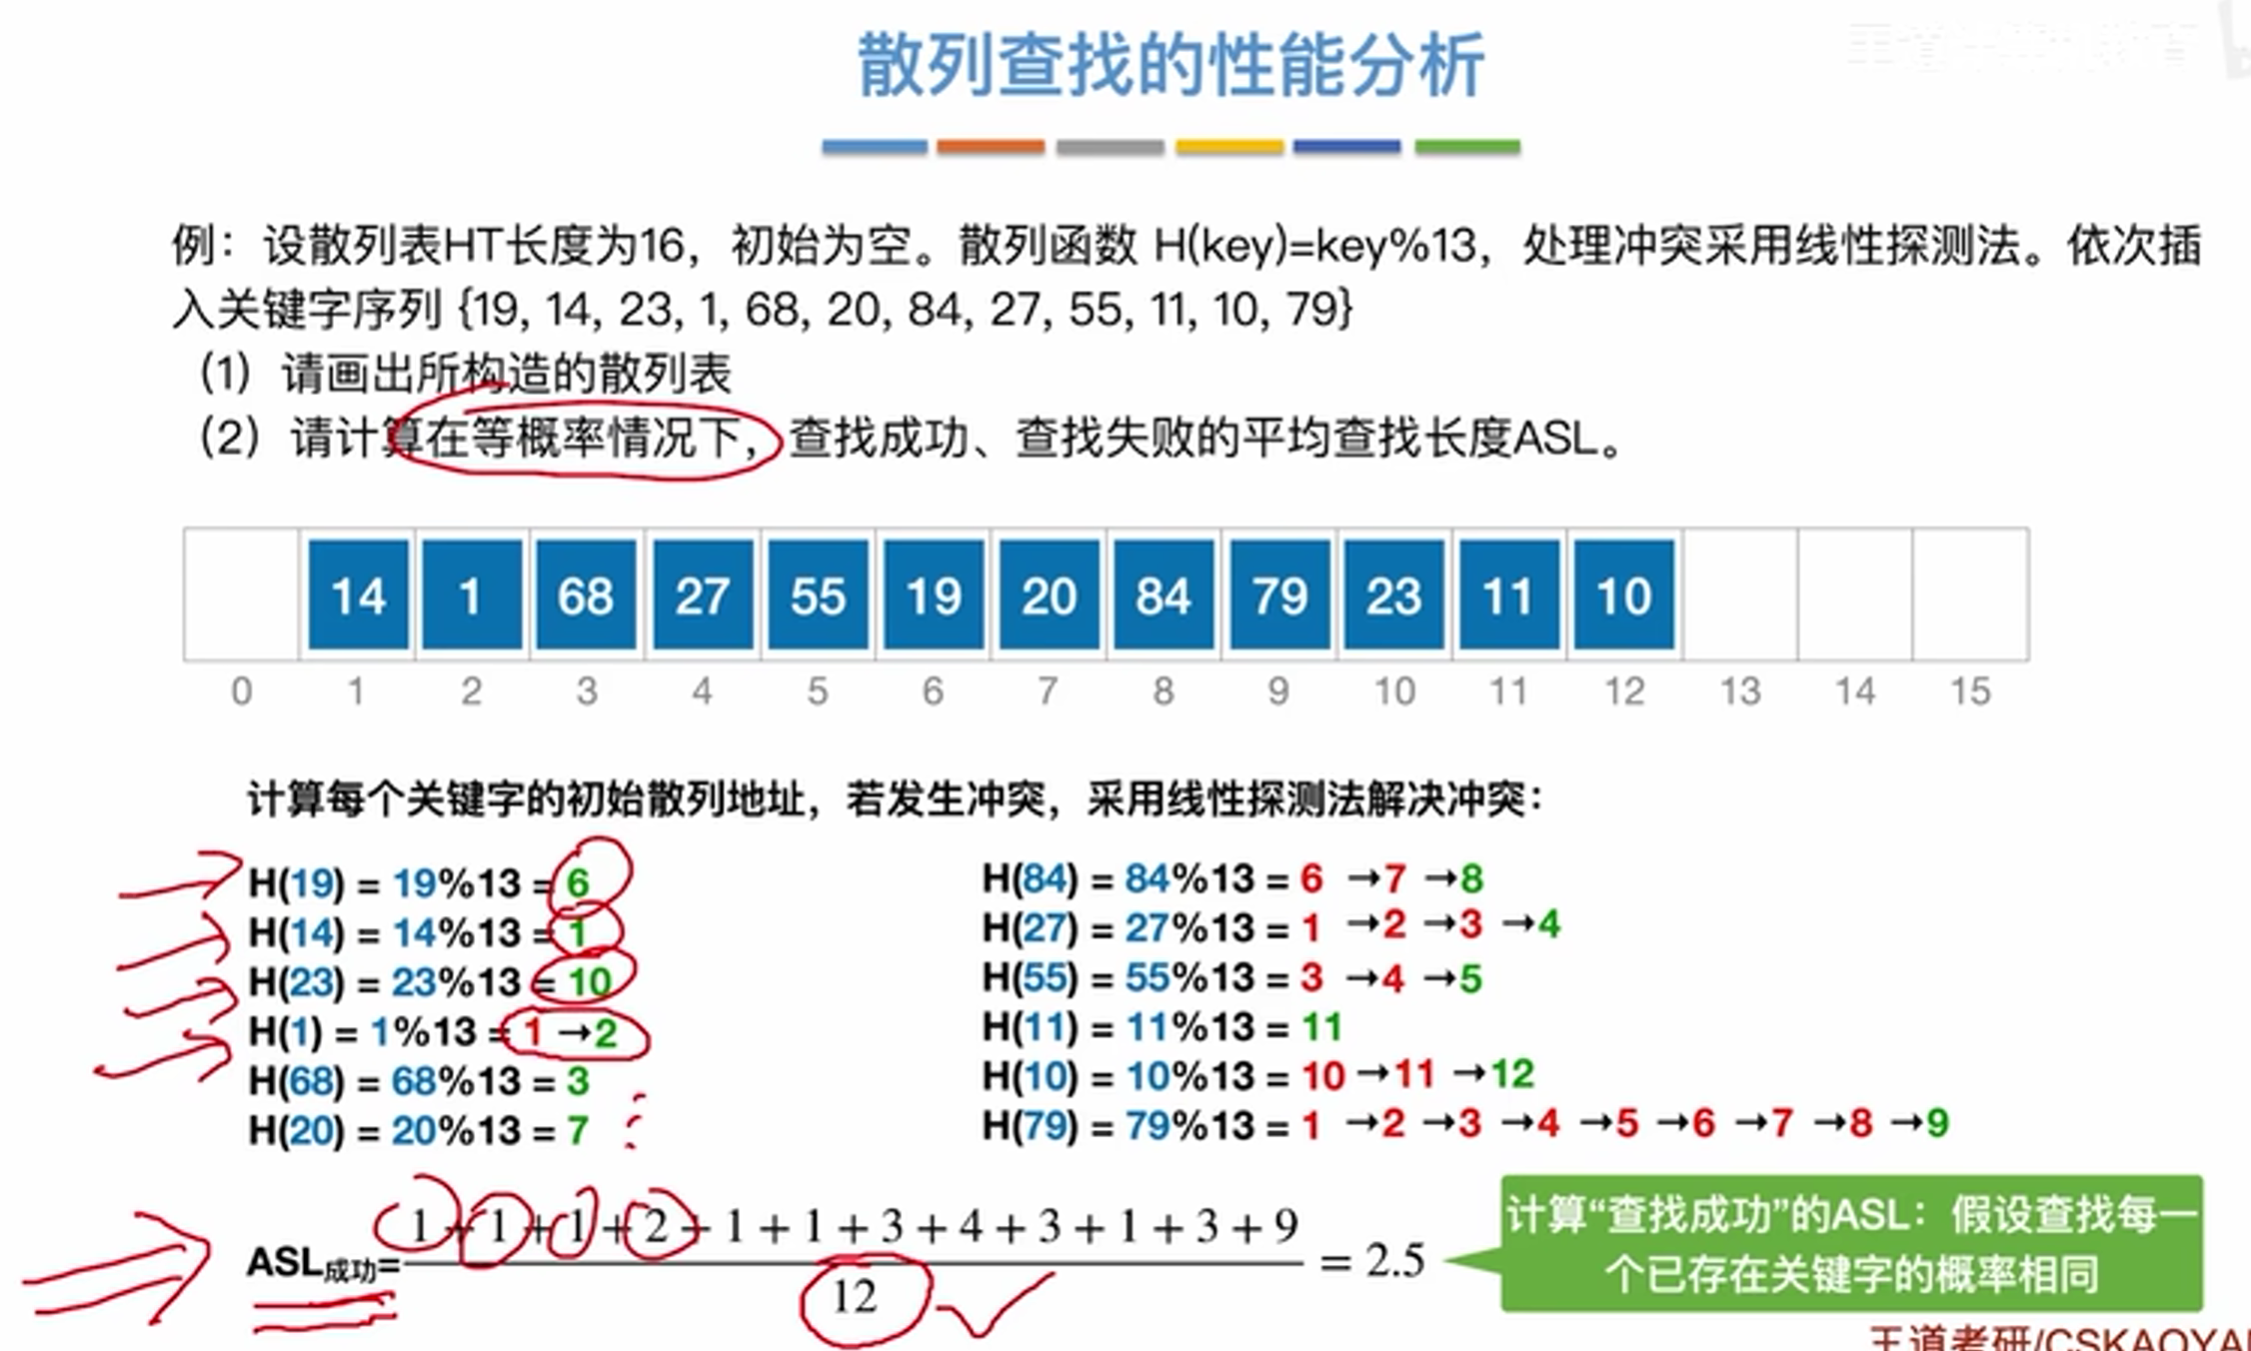 散列查找的性能分析
例：设散列表HT长度为16，初始为空。散列函数 H(key)=key%13，处理冲突采用线性探测法。依次插
入关键字序列 {19, 14, 23, 1, 68, 20, 84, 27, 55, 11, 10, 79}
（1）请画出所构造的散列表
（2）请计算在等概率情况下，查找成功、查找失败的平均查找长度ASL。
14 1 68 27 55 19 20 84 79 23 11 10
0 1 2 3 4 5 6 7 8 9 10 11 12 13 14 15
计算每个关键字的初始散列地址，若发生冲突，采用线性探测法解决冲突：
H(19) = 19%13 = 6
H(14) = 14%13 = 1
H(23) = 23%13 = 10
H(1) = 1%13 = 1 →2
H(68) = 68%13 = 3
H(20) = 20%13 = 7
H(84) = 84%13 = 6 →7 →8
H(27) = 27%13 = 1 →2 →3 →4
H(55) = 55%13 = 3 →4 →5
H(11) = 11%13 = 11
H(10) = 10%13 = 10 →11 →12
H(79) = 79%13 = 1 →2 →3 →4 →5 →6 →7 →8 →9
1 + 1 + 1 + 2 + 1 + 1 + 3 + 4 + 3 + 1 + 3 + 9
ASL成功= = 2.5
12
计算“查找成功”的ASL：假设查找每一
个已存在关键字的概率相同
王道考研/CSKAOYAN